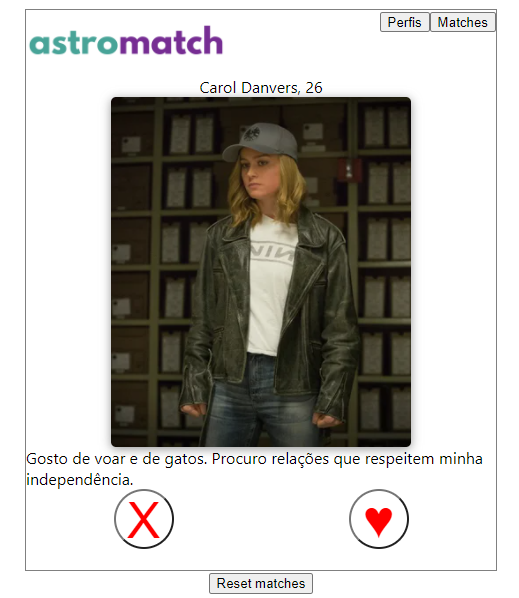 astromatch
Perfis Matches
Carol Danvers, 26
NIN
Gosto de voar e de gatos. Procuro relações que respeitem minha
independência.
X ♥
Reset matches